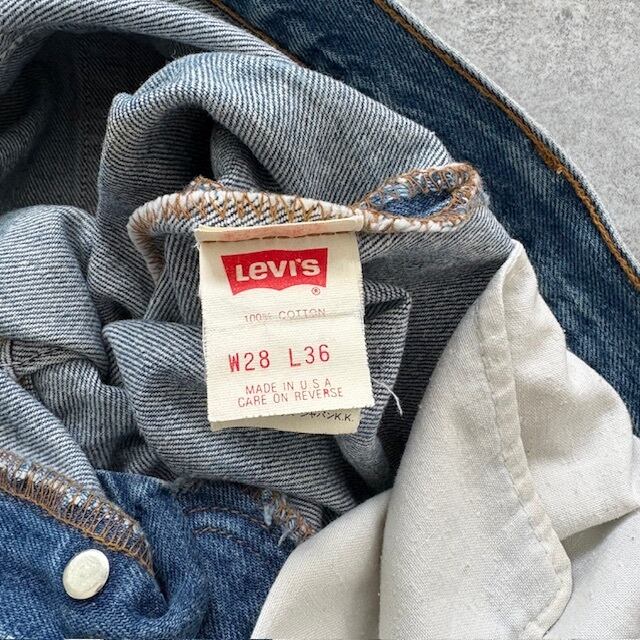 Levi's
®
100% COTTON
W28 L36
MADE IN U.S.A
CARE ON REVERSE
ジャパンK.K.